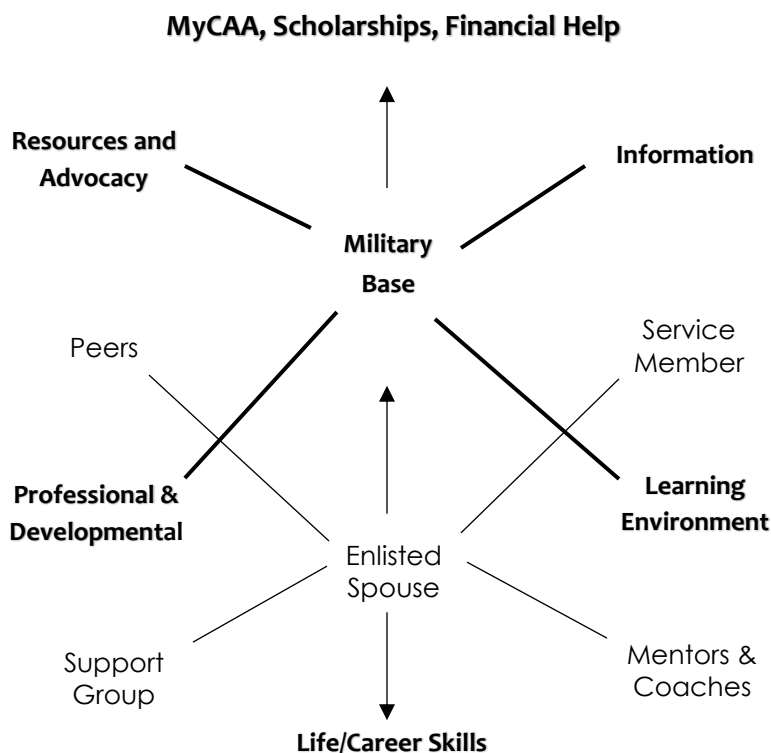 MyCAA, Scholarships, Financial Help
Resources and
Advocacy
Information
Military
Base
Peers
Service
Member
Professional &
Developmental
Learning
Environment
Enlisted
Spouse
Support
Group
Mentors &
Coaches
Life/Career Skills